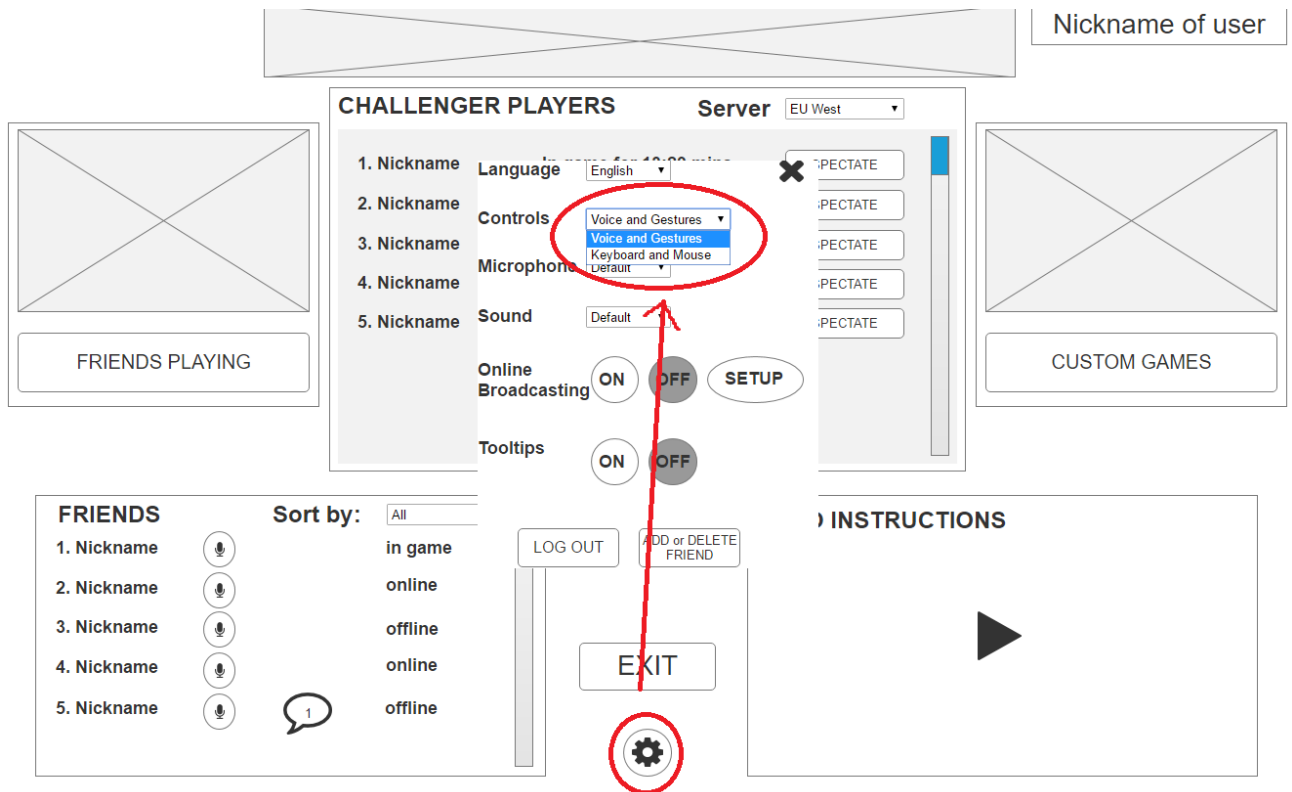 Nickname of user
CHALLENGER PLAYERS
Server
EU West
1. Nickname
SPECTATE
2. Nickname
SPECTATE
3. Nickname
SPECTATE
4. Nickname
SPECTATE
5. Nickname
SPECTATE
Language
English
Controls
Voice and Gestures
Voice and Gestures
Keyboard and Mouse
Microphone
Default
Sound
Default
Online
Broadcasting
ON
OFF
SETUP
Tooltips
ON
OFF
LOG OUT
ADD or DELETE
FRIEND
EXIT
FRIENDS PLAYING
CUSTOM GAMES
FRIENDS
Sort by:
All
1. Nickname
in game
2. Nickname
online
3. Nickname
offline
4. Nickname
online
5. Nickname
1
offline
INSTRUCTIONS